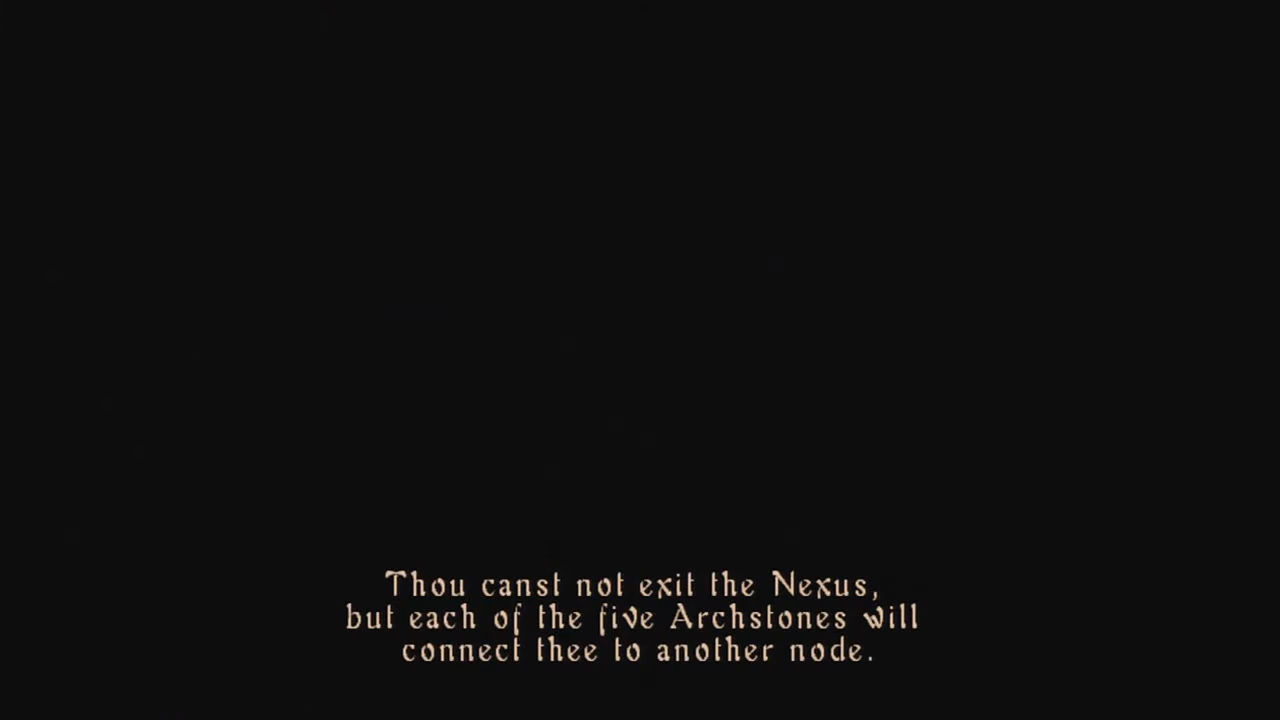 Thou canst not exit the Nexus,
but each of the five Archstones will
connect thee to another node.